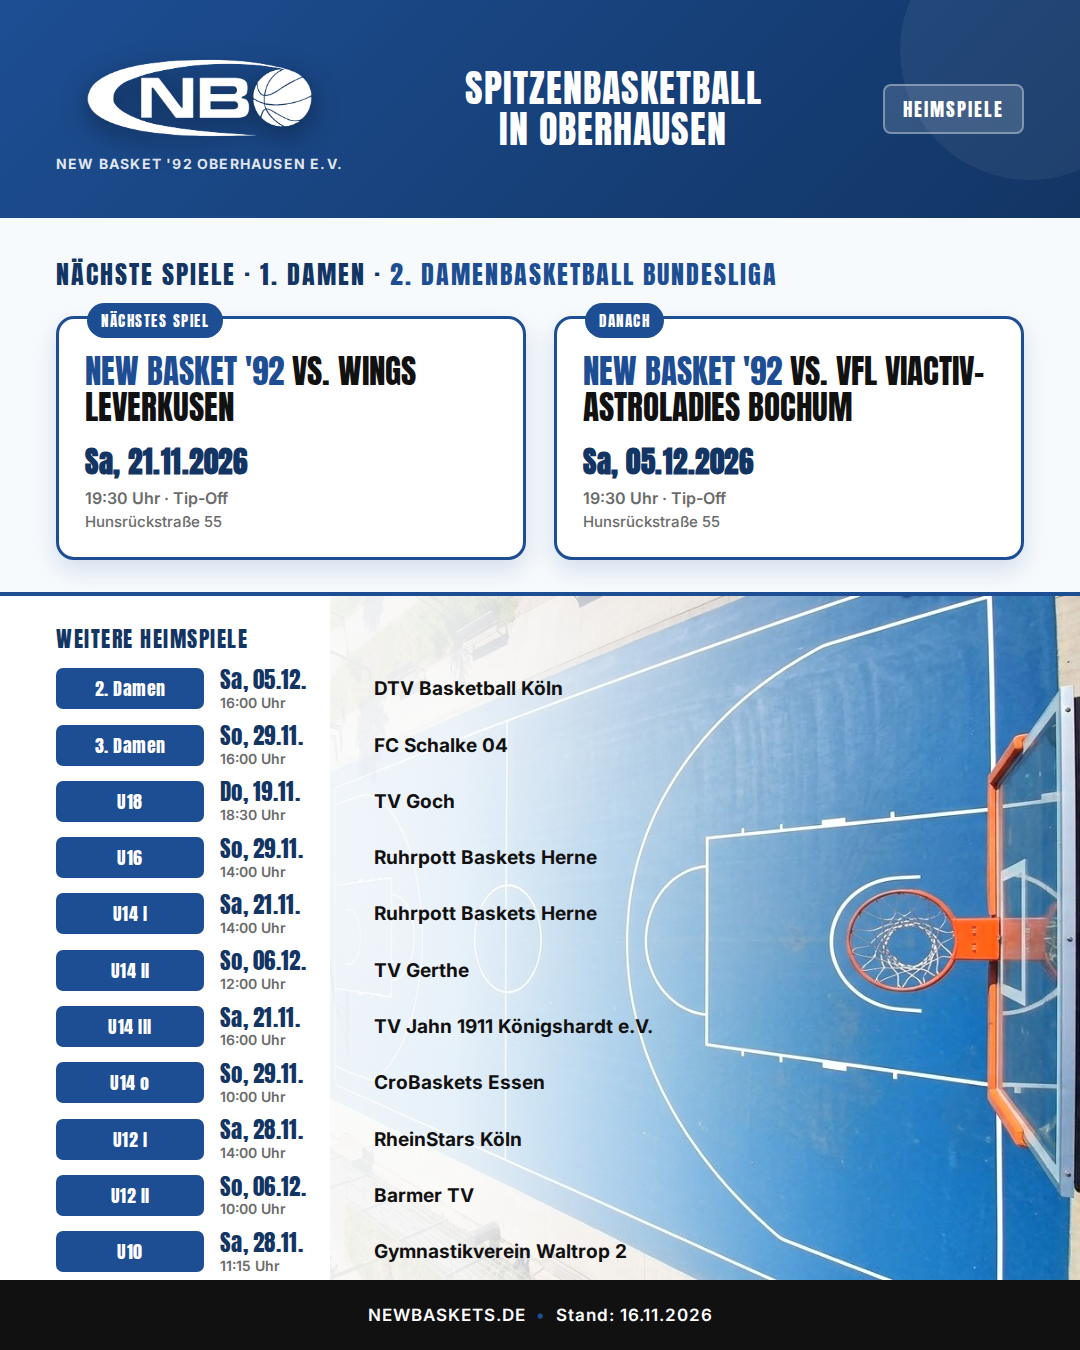 NBO
NEW BASKET '92 OBERHAUSEN E.V.
SPITZENBASKETBALL
IN OBERHAUSEN
HEIMSPIELE
NÄCHSTE SPIELE · 1. DAMEN · 2. DAMENBASKETBALL BUNDESLIGA
NÄCHSTES SPIEL
NEW BASKET '92 VS. WINGS
LEVERKUSEN
Sa, 21.11.2026
19:30 Uhr · Tip-Off
Hunsrückstraße 55
DANACH
NEW BASKET '92 VS. VFL VIACTIV-
ASTROLADIES BOCHUM
Sa, 05.12.2026
19:30 Uhr · Tip-Off
Hunsrückstraße 55
WEITERE HEIMSPIELE
2. Damen Sa, 05.12. DTV Basketball Köln
16:00 Uhr
3. Damen So, 29.11. FC Schalke 04
16:00 Uhr
U18 Do, 19.11. TV Goch
18:30 Uhr
U16 So, 29.11. Ruhrpott Baskets Herne
14:00 Uhr
U14 I Sa, 21.11. Ruhrpott Baskets Herne
14:00 Uhr
U14 II So, 06.12. TV Gerthe
12:00 Uhr
U14 III Sa, 21.11. TV Jahn 1911 Königshardt e.V.
16:00 Uhr
U14 o So, 29.11. CroBaskets Essen
10:00 Uhr
U12 I Sa, 28.11. RheinStars Köln
14:00 Uhr
U12 II So, 06.12. Barmer TV
10:00 Uhr
U10 Sa, 28.11. Gymnastikverein Waltrop 2
11:15 Uhr
NEWBASKETS.DE • Stand: 16.11.2026